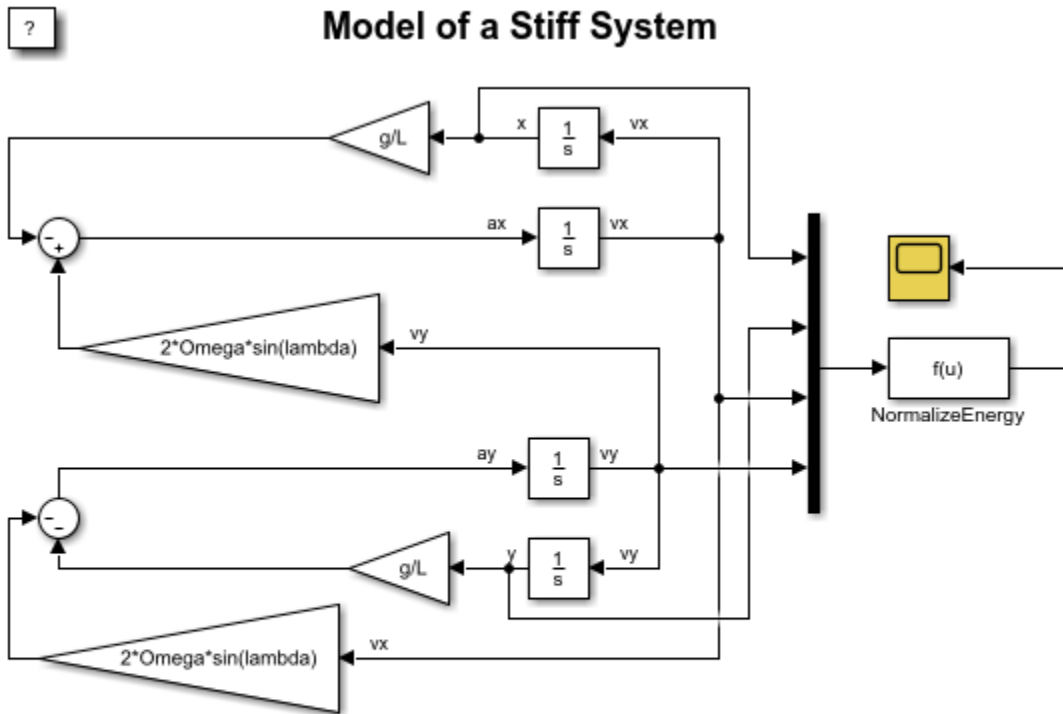 ?
Model of a Stiff System
g/L
x
1
s
vx
ax
1
s
vx
2*Omega*sin(lambda)
vy
f(u)
NormalizeEnergy
ay
1
s
vy
g/L
y
1
s
vy
2*Omega*sin(lambda)
vx